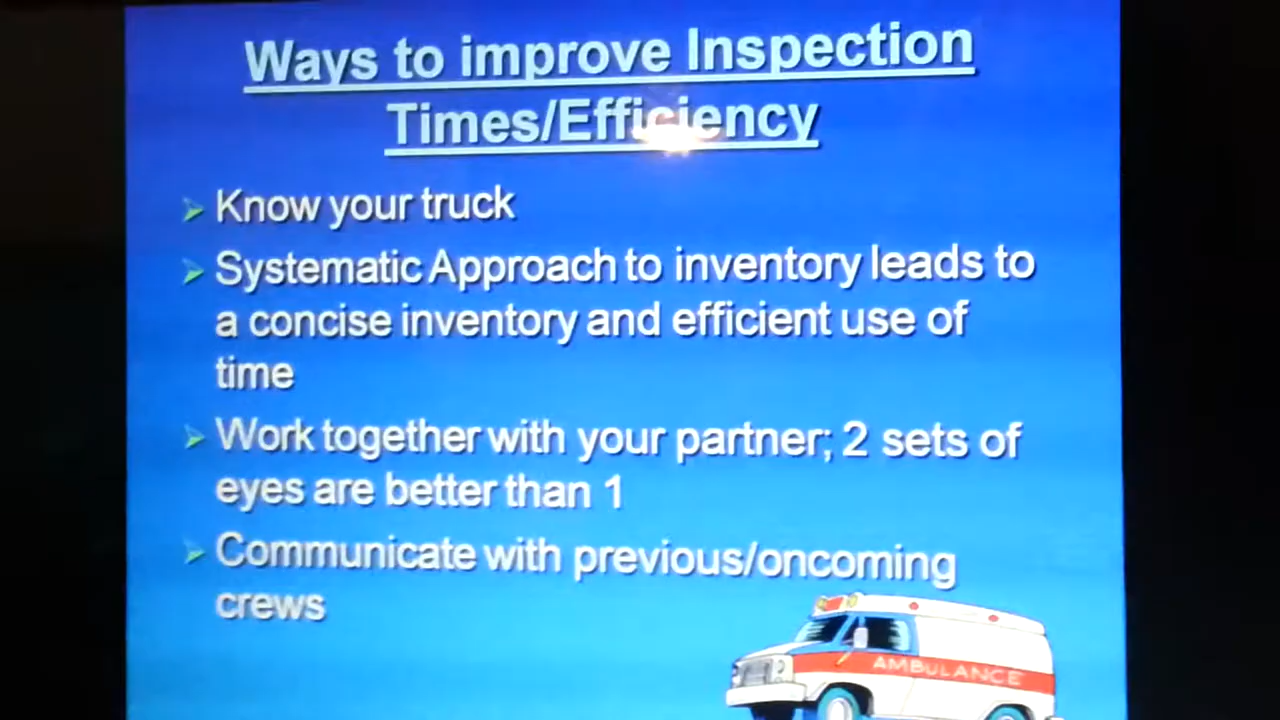 Ways to improve Inspection
Times/Efficiency
Know your truck
Systematic Approach to inventory leads to
a concise inventory and efficient use of
time
Work together with your partner; 2 sets of
eyes are better than 1
Communicate with previous/oncoming
crews
AMBULANCE